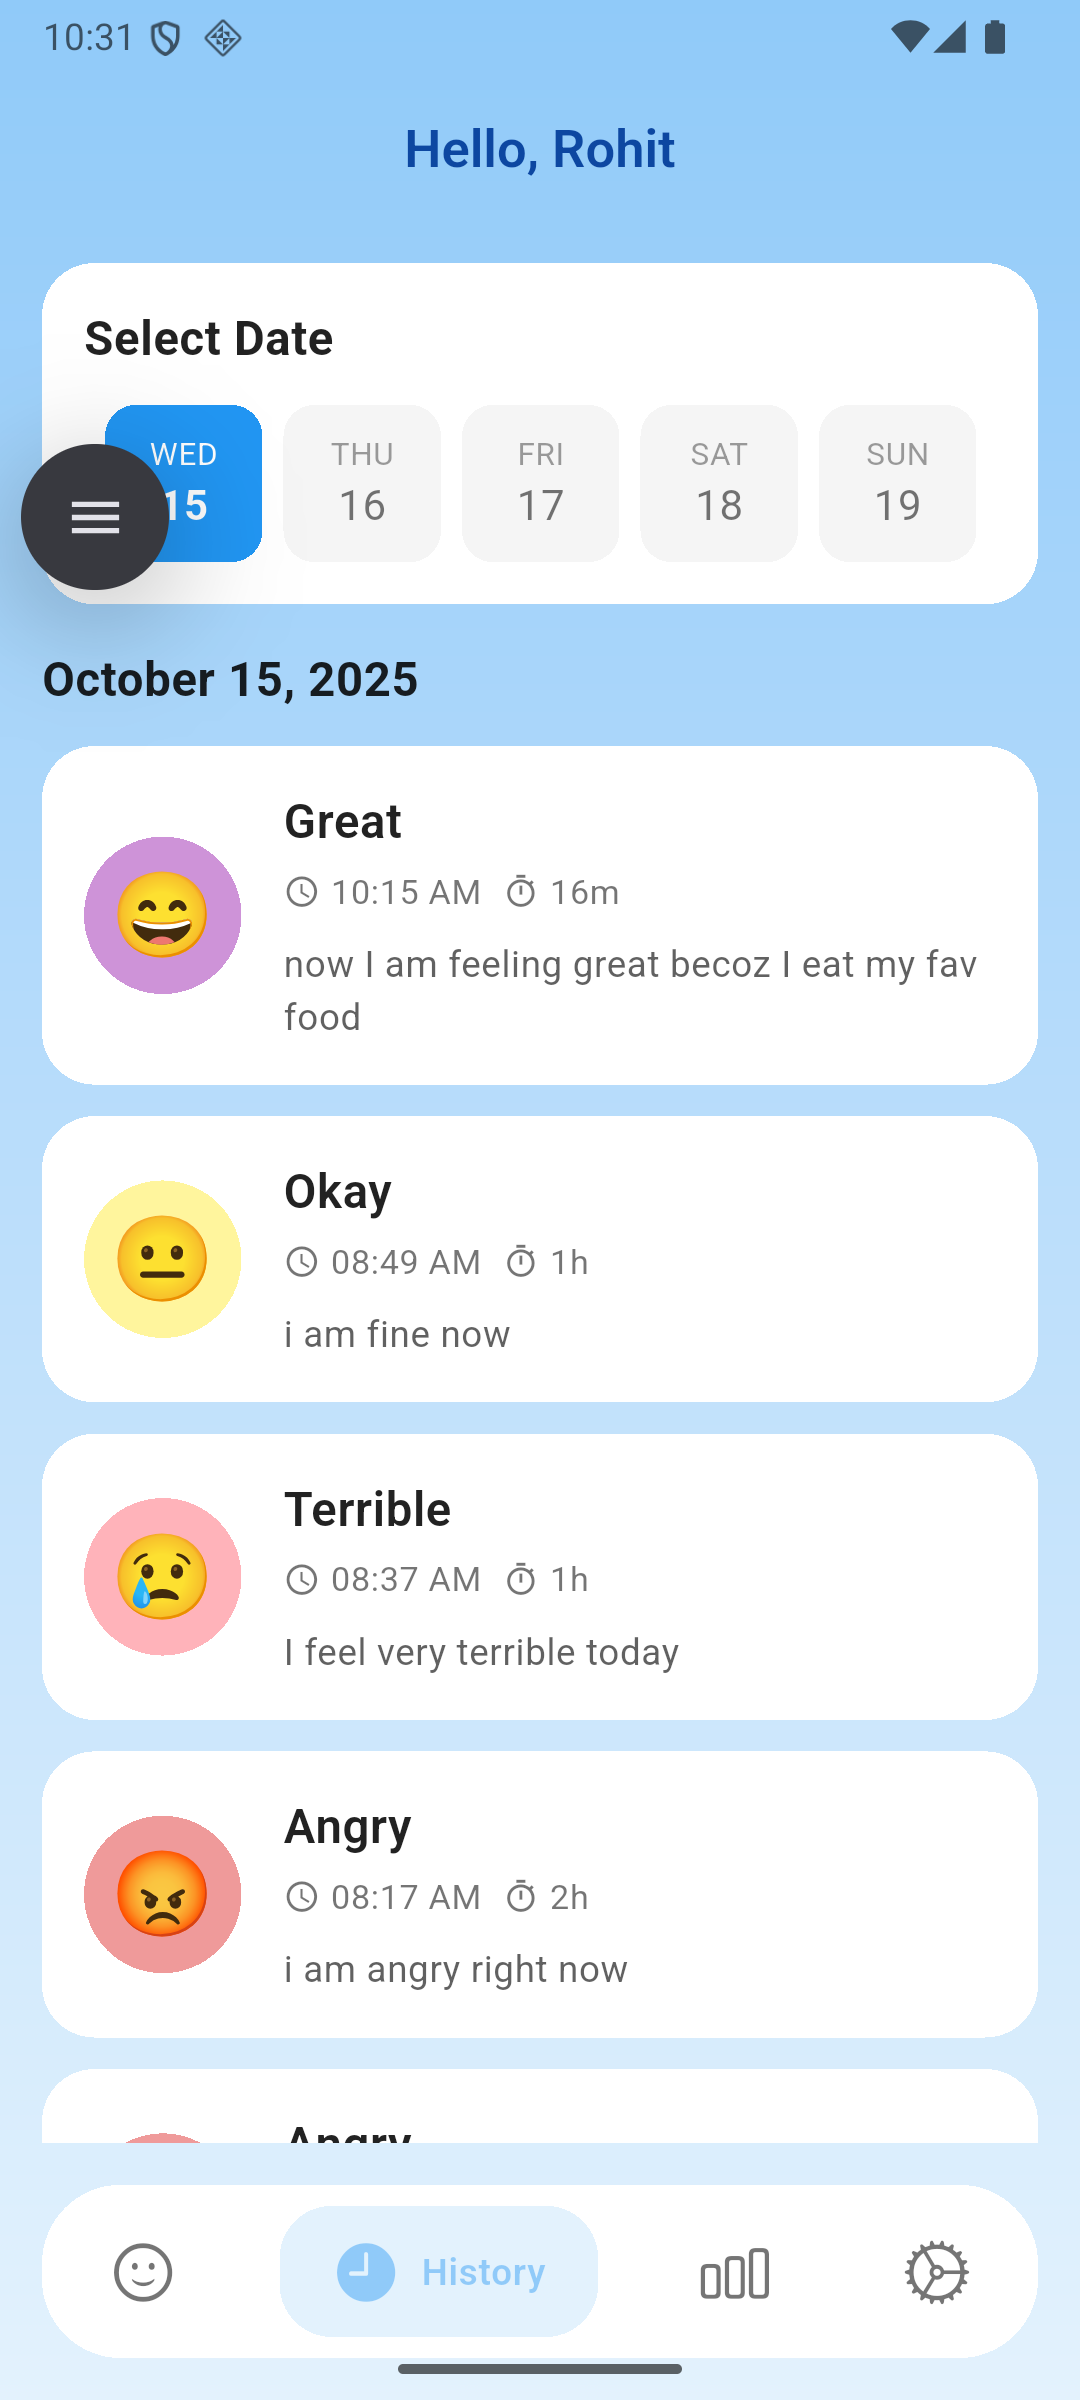 10:31
Hello, Rohit
Select Date
WED THU FRI SAT SUN
15 16 17 18 19
October 15, 2025
Great
10:15 AM 16m
now I am feeling great becoz I eat my fav
food
Okay
08:49 AM 1h
i am fine now
Terrible
08:37 AM 1h
I feel very terrible today
Angry
08:17 AM 2h
i am angry right now
Angry
History